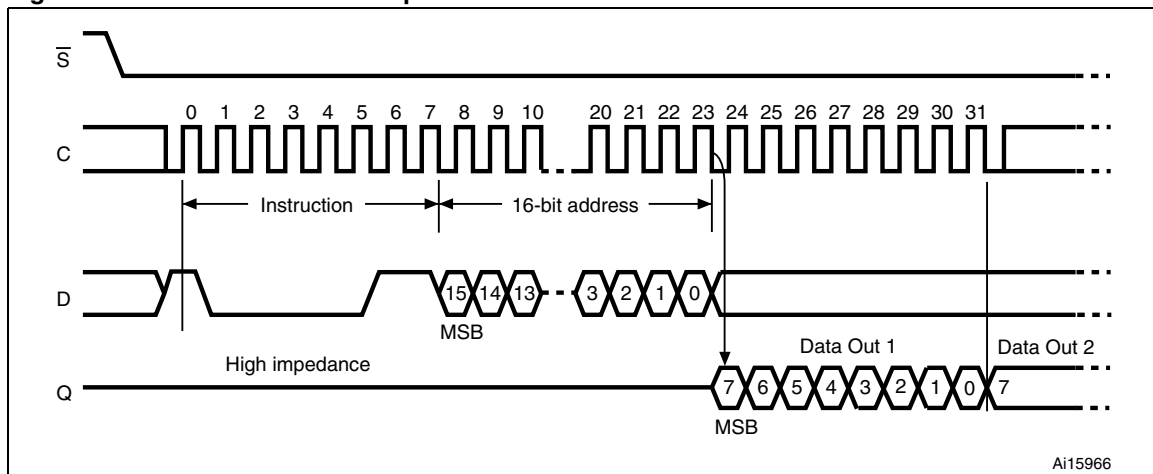 S
0 1 2 3 4 5 6 7 8 9 10 20 21 22 23 24 25 26 27 28 29 30 31
C
Instruction 16-bit address
D 15 14 13 3 2 1 0
MSB
High impedance Data Out 1 Data Out 2
Q 7 6 5 4 3 2 1 0 7
MSB
Ai15966